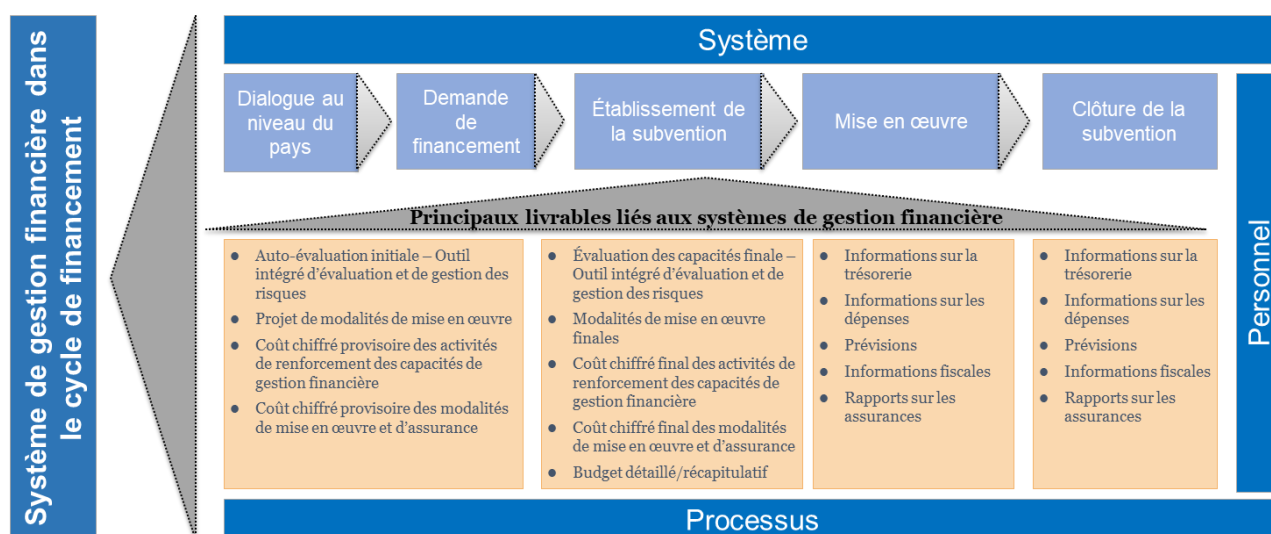 Système de gestion financière dans
le cycle de financement
Système
Dialogue au
niveau du
pays
Demande
de
financement
Établissement de
la subvention
Mise en œuvre
Clôture de la
subvention
Principaux livrables liés aux systèmes de gestion financière
● Auto-évaluation initiale – Outil
intégré d’évaluation et de gestion des
risques
● Projet de modalités de mise en œuvre
● Coût chiffré provisoire des activités
de renforcement des capacités de
gestion financière
● Coût chiffré provisoire des modalités
de mise en œuvre et d’assurance
● Évaluation des capacités finale –
Outil intégré d’évaluation et de
gestion des risques
● Modalités de mise en œuvre
finales
● Coût chiffré final des activités de
renforcement des capacités de
gestion financière
● Coût chiffré final des modalités
de mise en œuvre et d’assurance
● Budget détaillé/récapitulatif
● Informations sur la
trésorerie
● Informations sur les
dépenses
● Prévisions
● Informations fiscales
● Rapports sur les
assurances
● Informations sur la
trésorerie
● Informations sur les
dépenses
● Prévisions
● Informations fiscales
● Rapports sur les
assurances
Personnel
Processus